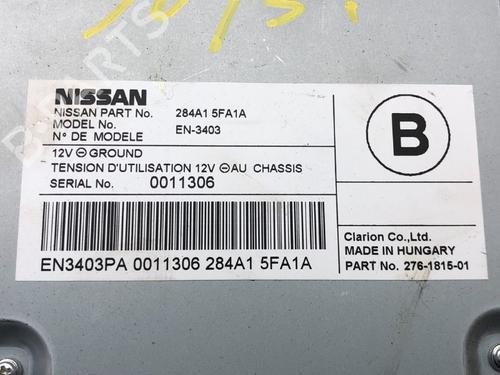 NISSAN
NISSAN PART No. 284A1 5FA1A
MODEL No. EN-3403
N° DE MODELE
12V ⊖ GROUND
TENSION D'UTILISATION 12V ⊖ AU CHASSIS
SERIAL No. 0011306
EN3403PA 0011306 284A1 5FA1A
B
Clarion Co.,Ltd.
MADE IN HUNGARY
PART No. 276-1815-01